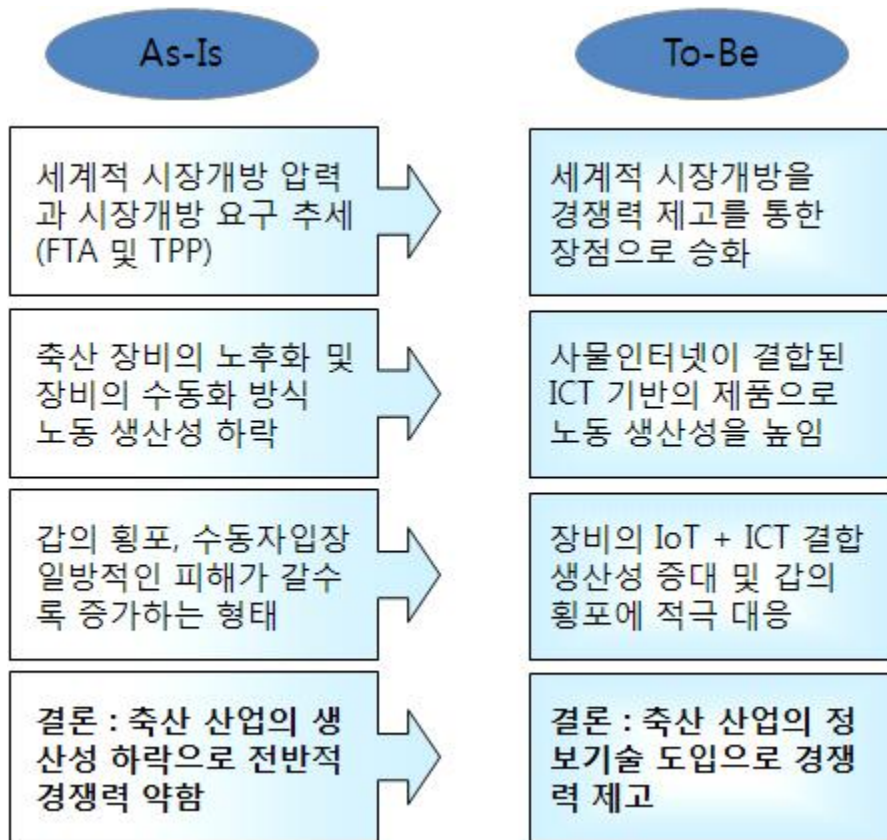 As-Is
To-Be
세계적 시장개방 압력
과 시장개방 요구 추세
(FTA 및 TPP)
세계적 시장개방을
경쟁력 제고를 통한
장점으로 승화
축산 장비의 노후화 및
장비의 수동화 방식
노동 생산성 하락
사물인터넷이 결합된
ICT 기반의 제품으로
노동 생산성을 높임
갑의 횡포, 수동자입장
일방적인 피해가 갈수
록 증가하는 형태
장비의 IoT + ICT 결합
생산성 증대 및 갑의
횡포에 적극 대응
결론 : 축산 산업의 생
산성 하락으로 전반적
경쟁력 약함
결론 : 축산 산업의 정
보기술 도입으로 경쟁
력 제고